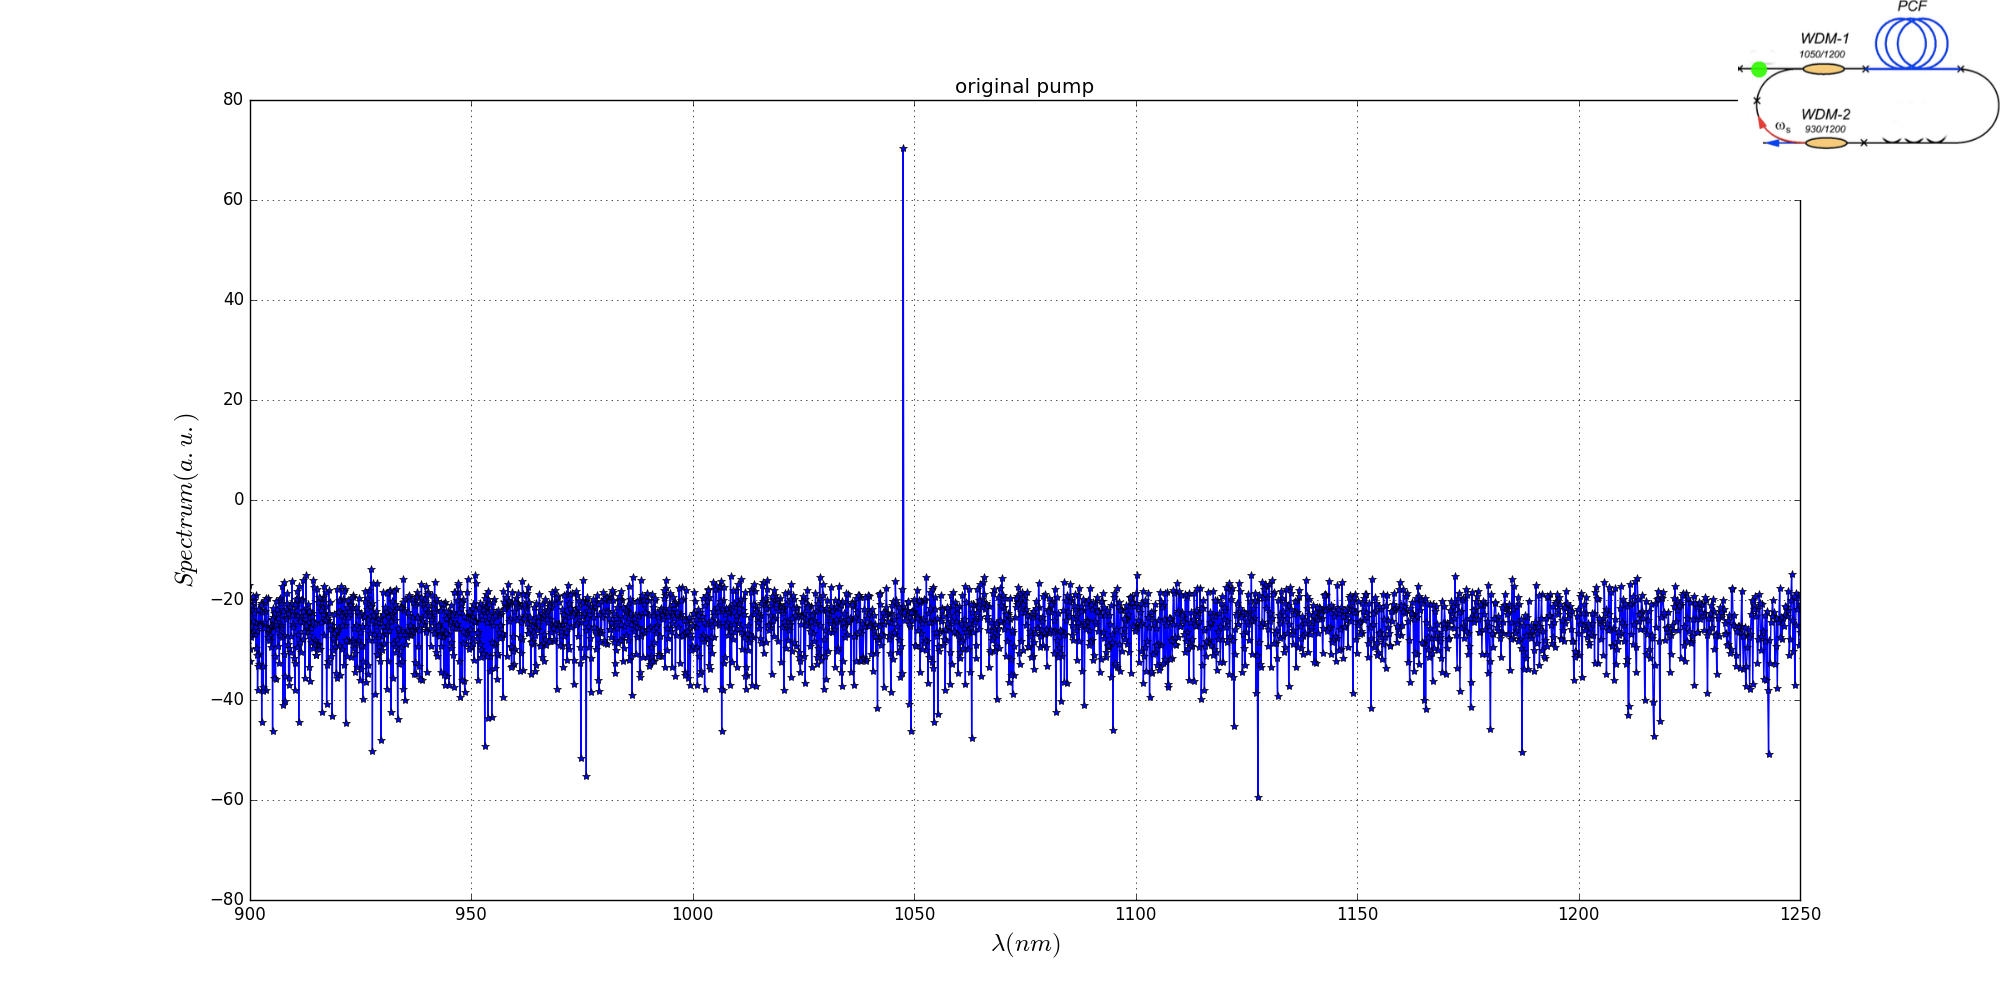 PCF
WDM-1
1050/1200
original pump
WDM-2
930/1200
ωs
80
60
40
20
0
−20
−40
−60
−80
Spectrum(a. u. )
900 950 1000 1050 1100 1150 1200 1250
λ(nm)